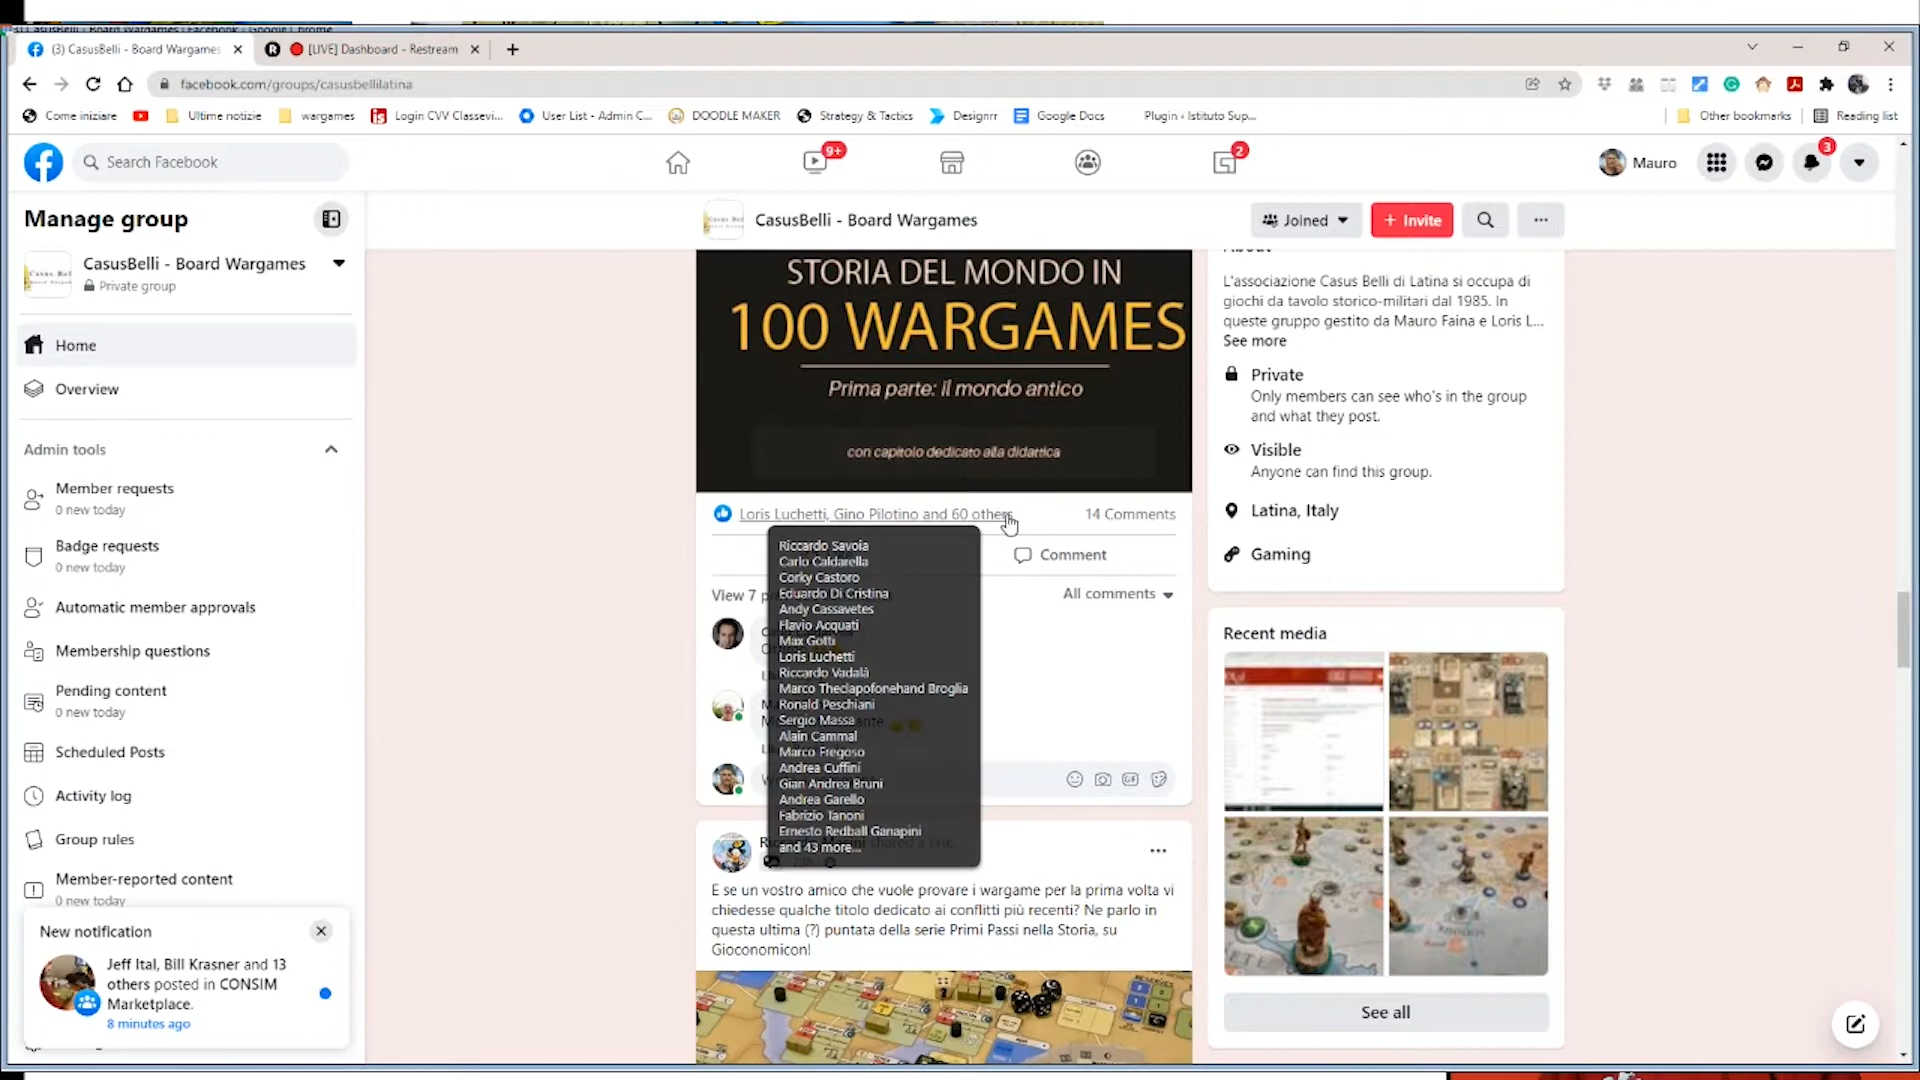 (3) CasusBelli - Board Wargames
[LIVE] Dashboard - Restream
facebook.com/groups/casusbellilatina
Come iniziare
Ultime notizie
wargames
Login CVV Classevi...
User List - Admin C...
DOODLE MAKER
Strategy & Tactics
Designrr
Google Docs
Plugin ‹ Istituto Sup...
Other bookmarks
Reading list
Search Facebook
9+
2
Mauro
3
Manage group
CasusBelli - Board Wargames
Private group
Home
Overview
Admin tools
Member requests
0 new today
Badge requests
0 new today
Automatic member approvals
Membership questions
Pending content
0 new today
Scheduled Posts
Activity log
Group rules
Member-reported content
0 new today
New notification
Jeff Ital, Bill Krasner and 13
others posted in CONSIM
Marketplace.
8 minutes ago
CasusBelli - Board Wargames
Joined
+ Invite
STORIA DEL MONDO IN
100 WARGAMES
Prima parte: il mondo antico
con capitolo dedicato alla didattica
Loris Luchetti, Gino Pilotino and 60 others
14 Comments
Comment
View 7 p
All comments
Riccardo Savoia
Carlo Caldarella
Corky Castoro
Eduardo Di Cristina
Andy Cassavetes
Flavio Acquati
Max Gotti
Loris Luchetti
Riccardo Vadalà
Marco Theclapofonehand Broglia
Ronald Peschiani
Sergio Massa
Alain Cammal
Marco Fregoso
Andrea Cuffini
Gian Andrea Bruni
Andrea Garello
Fabrizio Tanoni
Ernesto Redball Ganapini
and 43 more...
GIF
E se un vostro amico che vuole provare i wargame per la prima volta vi
chiedesse qualche titolo dedicato ai conflitti più recenti? Ne parlo in
questa ultima (?) puntata della serie Primi Passi nella Storia, su
Gioconomicon!
About
L'associazione Casus Belli di Latina si occupa di
giochi da tavolo storico-militari dal 1985. In
queste gruppo gestito da Mauro Faina e Loris L...
See more
Private
Only members can see who's in the group
and what they post.
Visible
Anyone can find this group.
Latina, Italy
Gaming
Recent media
See all